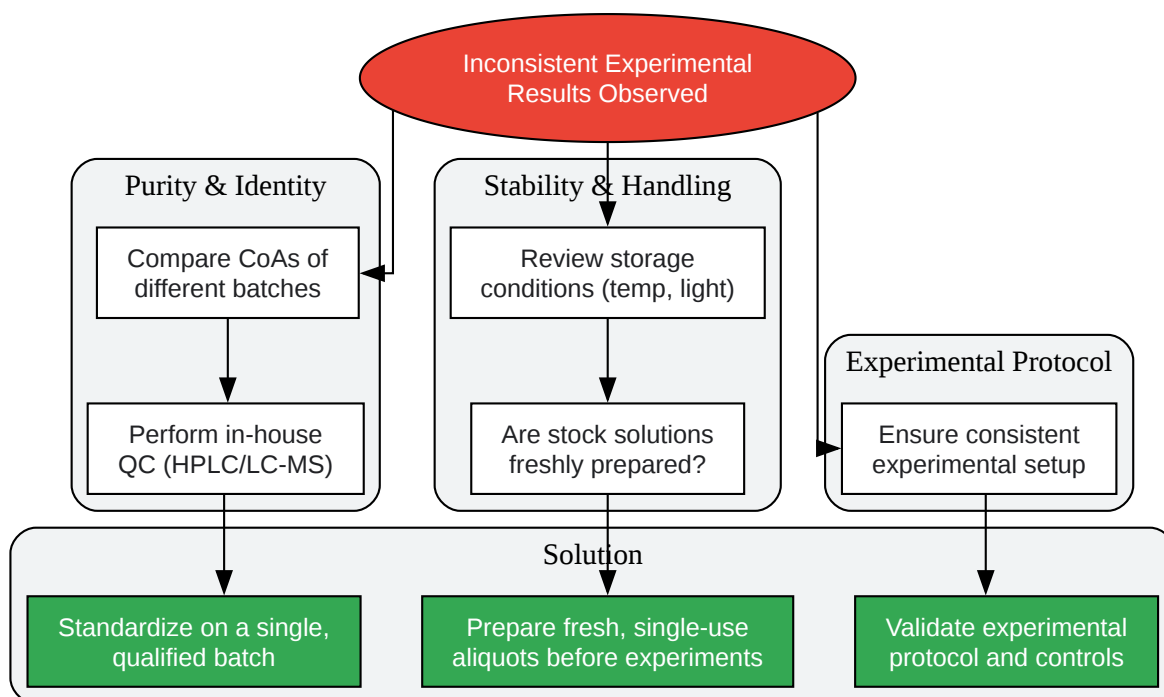 Inconsistent Experimental
Results Observed
Purity & Identity
Compare CoAs of
different batches
Perform in-house
QC (HPLC/LC-MS)
Stability & Handling
Review storage
conditions (temp, light)
Are stock solutions
freshly prepared?
Experimental Protocol
Ensure consistent
experimental setup
Solution
Standardize on a single,
qualified batch
Prepare fresh, single-use
aliquots before experiments
Validate experimental
protocol and controls